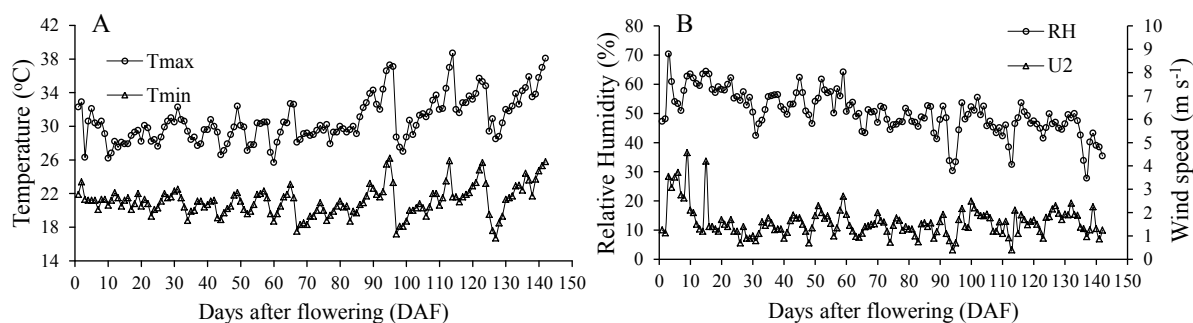 A
B
Tmax
Tmin
RH
U2
Temperature (ºC)
42
38
34
30
26
22
18
14
0 10 20 30 40 50 60 70 80 90 100 110 120 130 140 150
Days after flowering (DAF)
Relative Humidity (%)
80
70
60
50
40
30
20
10
0
0 10 20 30 40 50 60 70 80 90 100 110 120 130 140 150
Days after flowering (DAF)
10
9
8
7
6
5
4
3
2
1
0
Wind speed (m s⁻¹)